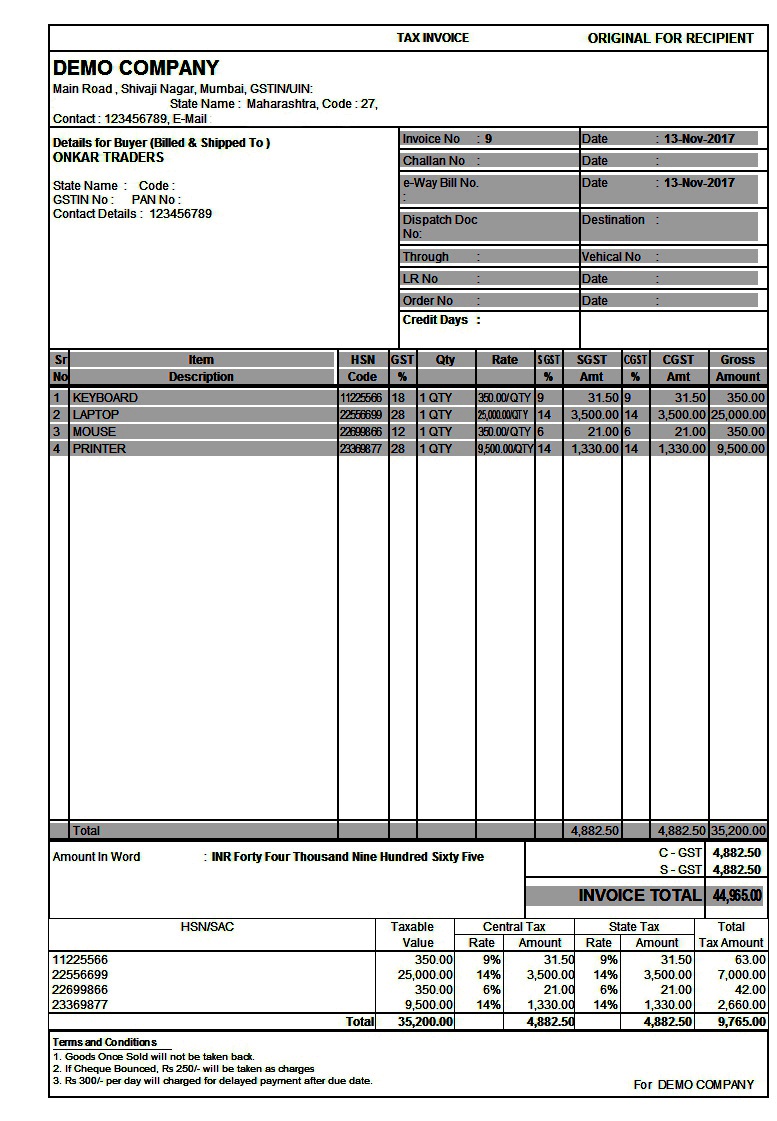 TAX INVOICE ORIGINAL FOR RECIPIENT
DEMO COMPANY
Main Road , Shivaji Nagar, Mumbai, GSTIN/UIN:
State Name : Maharashtra, Code : 27,
Contact : 123456789, E-Mail
Details for Buyer (Billed & Shipped To )
ONKAR TRADERS
State Name : Code :
GSTIN No : PAN No :
Contact Details : 123456789
Invoice No : 9 Date : 13-Nov-2017
Challan No : Date :
e-Way Bill No. Date : 13-Nov-2017
:
Dispatch Doc Destination :
No:
Through : Vehical No :
LR No : Date :
Order No : Date :
Credit Days :
Sr Item HSN GST Qty Rate SGST SGST CGST CGST Gross
No Description Code % % Amt % Amt Amount
1 KEYBOARD 11225566 18 1 QTY 350.00/QTY 9 31.50 9 31.50 350.00
2 LAPTOP 22556699 28 1 QTY 25,000.00/QTY 14 3,500.00 14 3,500.00 25,000.00
3 MOUSE 22699866 12 1 QTY 350.00/QTY 6 21.00 6 21.00 350.00
4 PRINTER 23369877 28 1 QTY 9,500.00/QTY 14 1,330.00 14 1,330.00 9,500.00
Total 4,882.50 4,882.50 35,200.00
Amount In Word : INR Forty Four Thousand Nine Hundred Sixty Five
C - GST 4,882.50
S - GST 4,882.50
INVOICE TOTAL 44,965.00
HSN/SAC Taxable Central Tax State Tax Total
Value Rate Amount Rate Amount Tax Amount
11225566 350.00 9% 31.50 9% 31.50 63.00
22556699 25,000.00 14% 3,500.00 14% 3,500.00 7,000.00
22699866 350.00 6% 21.00 6% 21.00 42.00
23369877 9,500.00 14% 1,330.00 14% 1,330.00 2,660.00
Total 35,200.00 4,882.50 4,882.50 9,765.00
Terms and Conditions
1. Goods Once Sold will not be taken back.
2. If Cheque Bounced, Rs 250/- will be taken as charges
3. Rs 300/- per day will charged for delayed payment after due date.
For DEMO COMPANY